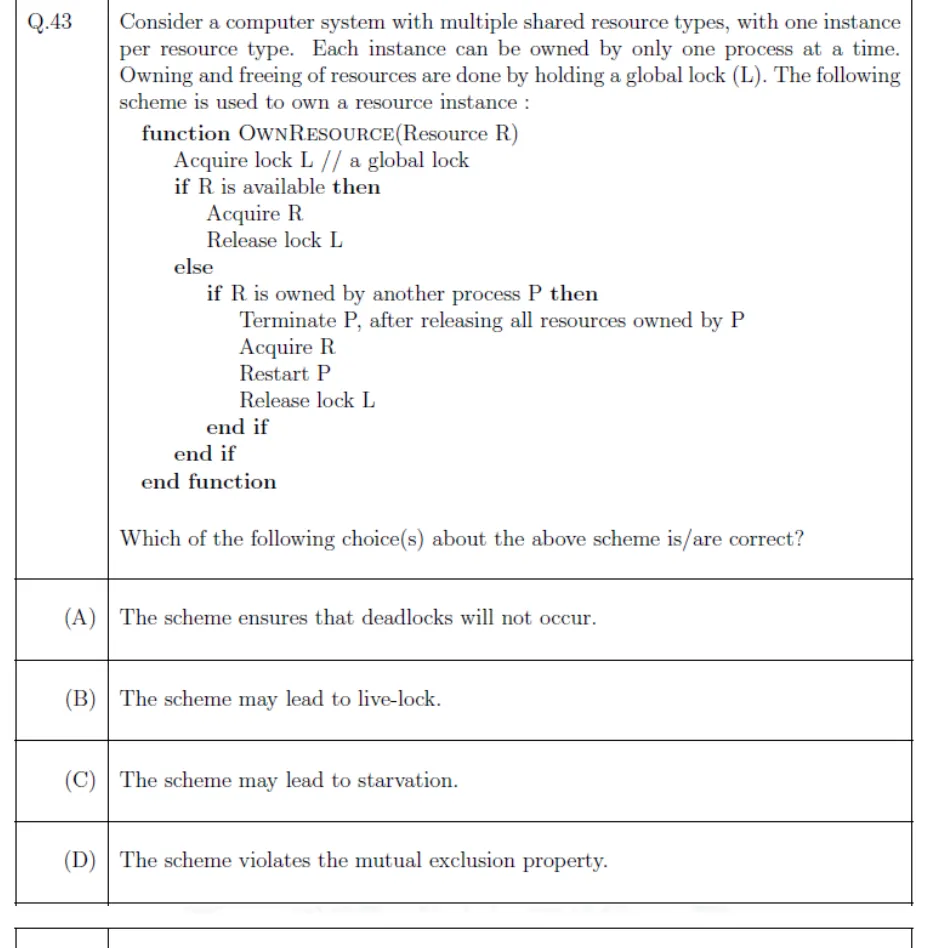 Q.43 Consider a computer system with multiple shared resource types, with one instance
per resource type. Each instance can be owned by only one process at a time.
Owning and freeing of resources are done by holding a global lock (L). The following
scheme is used to own a resource instance :
function OWNRESOURCE(Resource R)
Acquire lock L // a global lock
if R is available then
Acquire R
Release lock L
else
if R is owned by another process P then
Terminate P, after releasing all resources owned by P
Acquire R
Restart P
Release lock L
end if
end if
end function
Which of the following choice(s) about the above scheme is/are correct?
(A) The scheme ensures that deadlocks will not occur.
(B) The scheme may lead to live-lock.
(C) The scheme may lead to starvation.
(D) The scheme violates the mutual exclusion property.